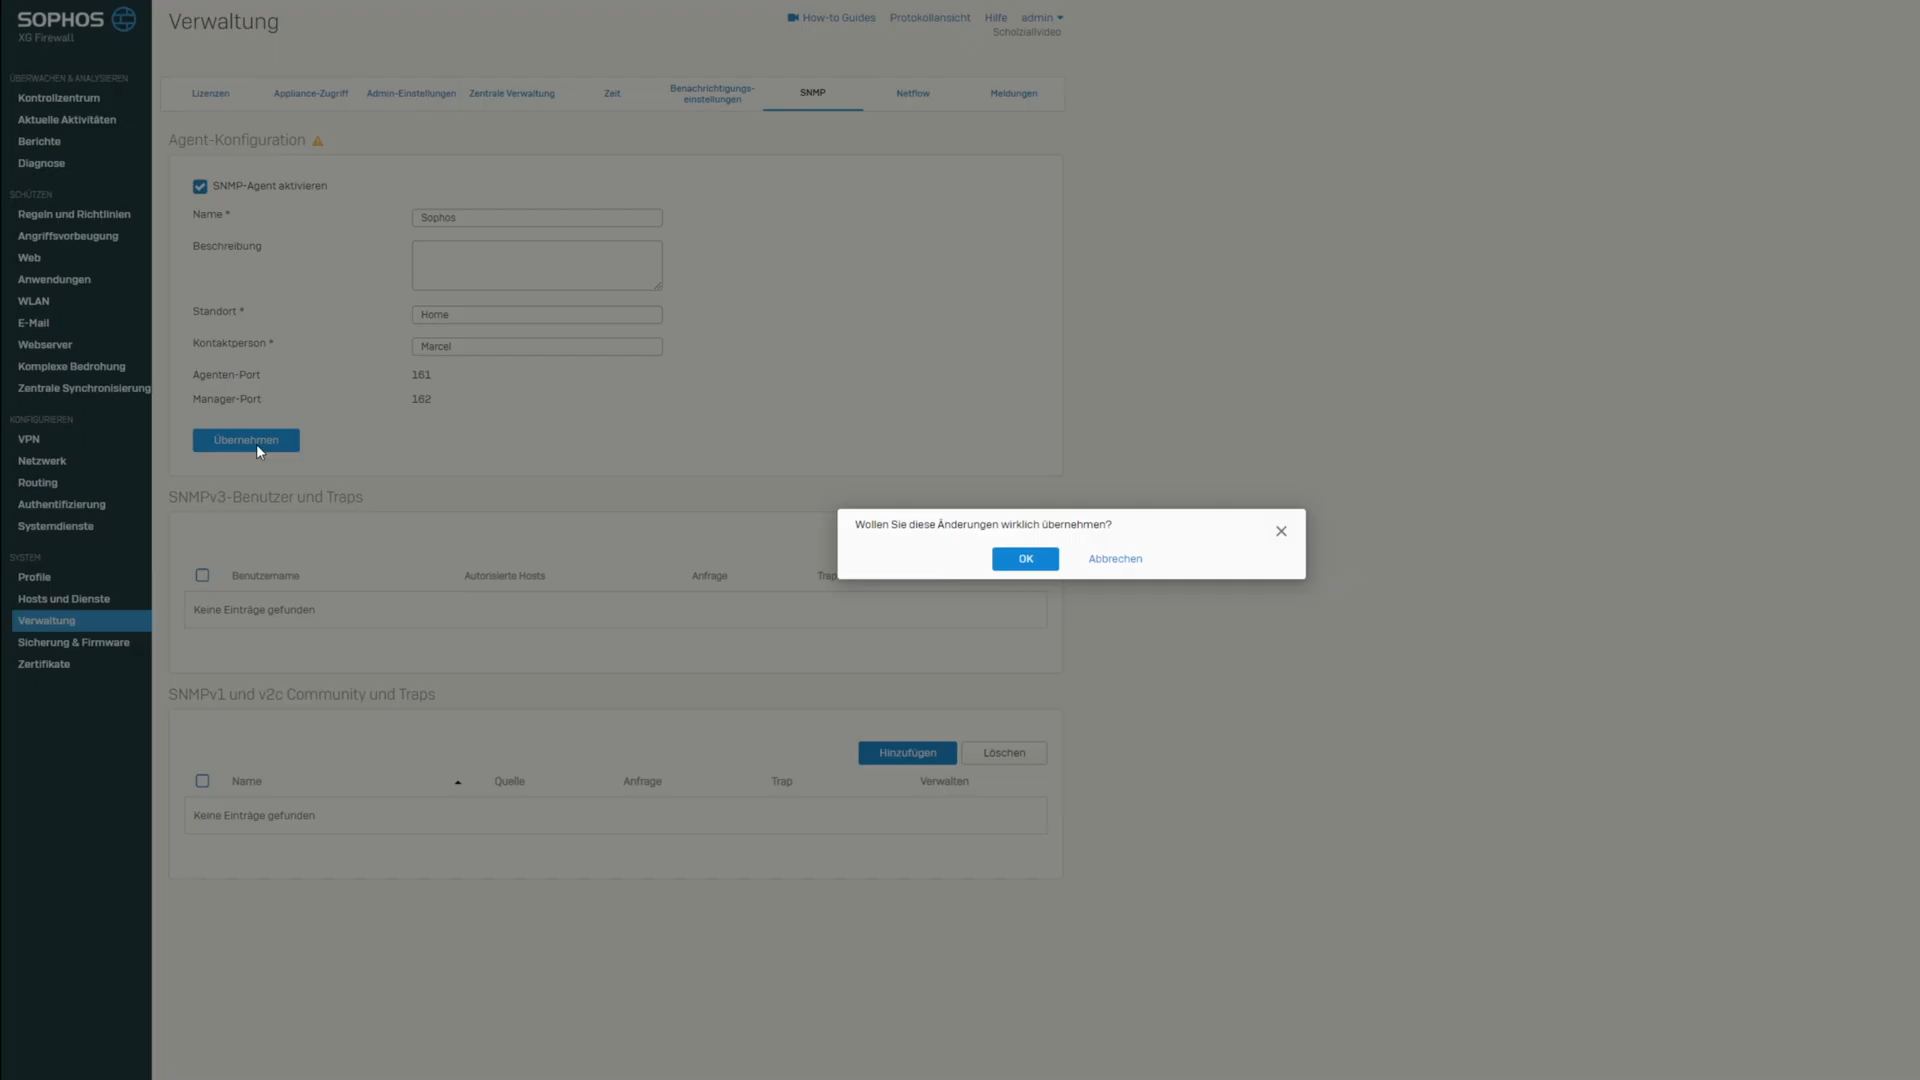 SOPHOS
XG Firewall
ÜBERWACHEN & ANALYSIEREN
Kontrollzentrum
Aktuelle Aktivitäten
Berichte
Diagnose
SCHÜTZEN
Regeln und Richtlinien
Angriffsvorbeugung
Web
Anwendungen
WLAN
E-Mail
Webserver
Komplexe Bedrohung
Zentrale Synchronisierung
KONFIGURIEREN
VPN
Netzwerk
Routing
Authentifizierung
Systemdienste
SYSTEM
Profile
Hosts und Dienste
Verwaltung
Sicherung & Firmware
Zertifikate
Verwaltung
How-to Guides Protokollansicht Hilfe admin
Scholziallvideo
Lizenzen Appliance-Zugriff Admin-Einstellungen Zentrale Verwaltung Zeit Benachrichtigungs-
einstellungen SNMP Netflow Meldungen
Agent-Konfiguration
SNMP-Agent aktivieren
Name * Sophos
Beschreibung
Standort * Home
Kontaktperson * Marcel
Agenten-Port 161
Manager-Port 162
Übernehmen
SNMPv3-Benutzer und Traps
Wollen Sie diese Änderungen wirklich übernehmen?
OK Abbrechen
Benutzername Autorisierte Hosts Anfrage Trap
Keine Einträge gefunden
SNMPv1 und v2c Community und Traps
Hinzufügen Löschen
Name Quelle Anfrage Trap Verwalten
Keine Einträge gefunden